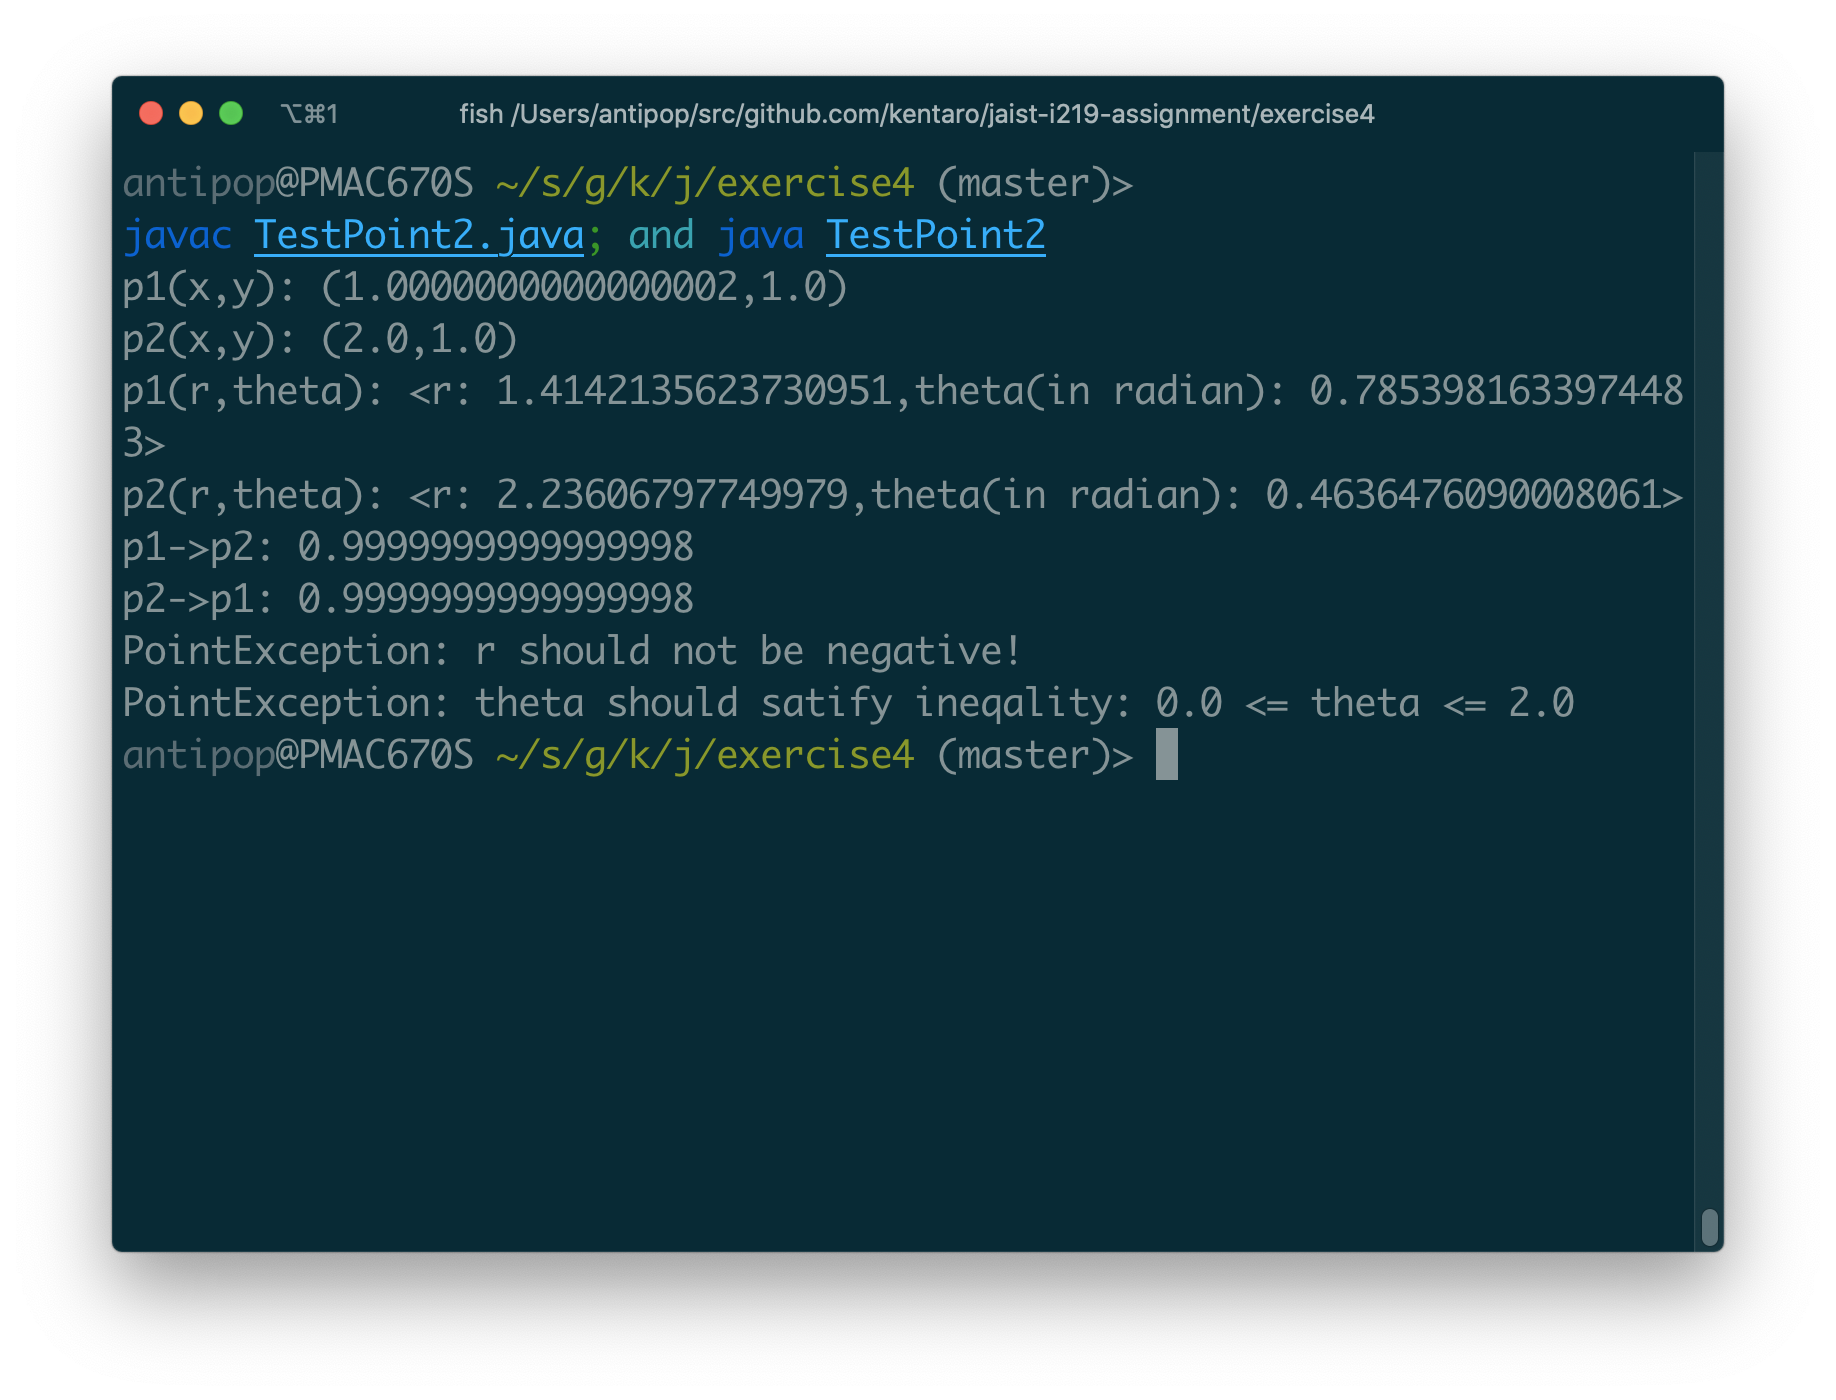 ⌥⌘1 fish /Users/antipop/src/github.com/kentaro/jaist-i219-assignment/exercise4
antipop@PMAC670S ~/s/g/k/j/exercise4 (master)>
javac TestPoint2.java; and java TestPoint2
p1(x,y): (1.0000000000000002,1.0)
p2(x,y): (2.0,1.0)
p1(r,theta): <r: 1.4142135623730951,theta(in radian): 0.785398163397448
3>
p2(r,theta): <r: 2.23606797749979,theta(in radian): 0.4636476090008061>
p1->p2: 0.9999999999999998
p2->p1: 0.9999999999999998
PointException: r should not be negative!
PointException: theta should satify ineqality: 0.0 <= theta <= 2.0
antipop@PMAC670S ~/s/g/k/j/exercise4 (master)>